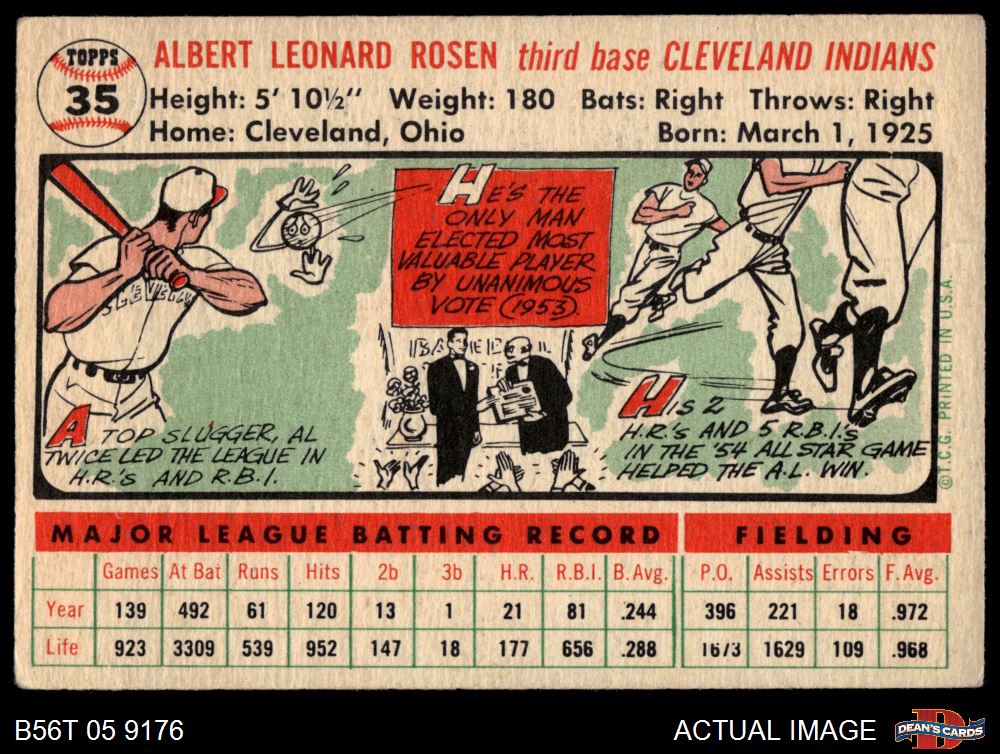 TOPPS
35
ALBERT LEONARD ROSEN third base CLEVELAND INDIANS
Height: 5' 10½" Weight: 180 Bats: Right Throws: Right
Home: Cleveland, Ohio Born: March 1, 1925
HE'S THE
ONLY MAN
ELECTED MOST
VALUABLE PLAYER
BY UNANIMOUS
VOTE (1953).
A TOP SLUGGER, AL
TWICE LED THE LEAGUE IN
H.R.'s AND R.B.I.
HIS 2
H.R.'s AND 5 R.B.I.'s
IN THE '54 ALL STAR GAME
HELPED THE A.L. WIN.
©T.C.G. PRINTED IN U.S.A.
MAJOR LEAGUE BATTING RECORD FIELDING
Games At Bat Runs Hits 2b 3b H.R. R.B.I. B. Avg. P.O. Assists Errors F. Avg.
Year 139 492 61 120 13 1 21 81 .244 396 221 18 .972
Life 923 3309 539 952 147 18 177 656 .288 1673 1629 109 .968
B56T 05 9176 ACTUAL IMAGE
D
DEAN'S CARDS